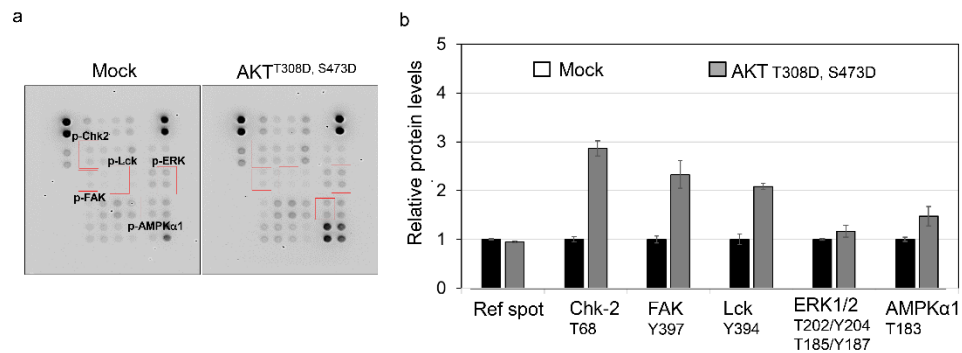 a
Mock
AKT T308D, S473D
p-Chk2
p-Lck
p-ERK
p-FAK
p-AMPKα1
b
Relative protein levels
5
4
3
2
1
0
Mock
AKT T308D, S473D
Ref spot
Chk-2
T68
FAK
Y397
Lck
Y394
ERK1/2
T202/Y204
T185/Y187
AMPKα1
T183